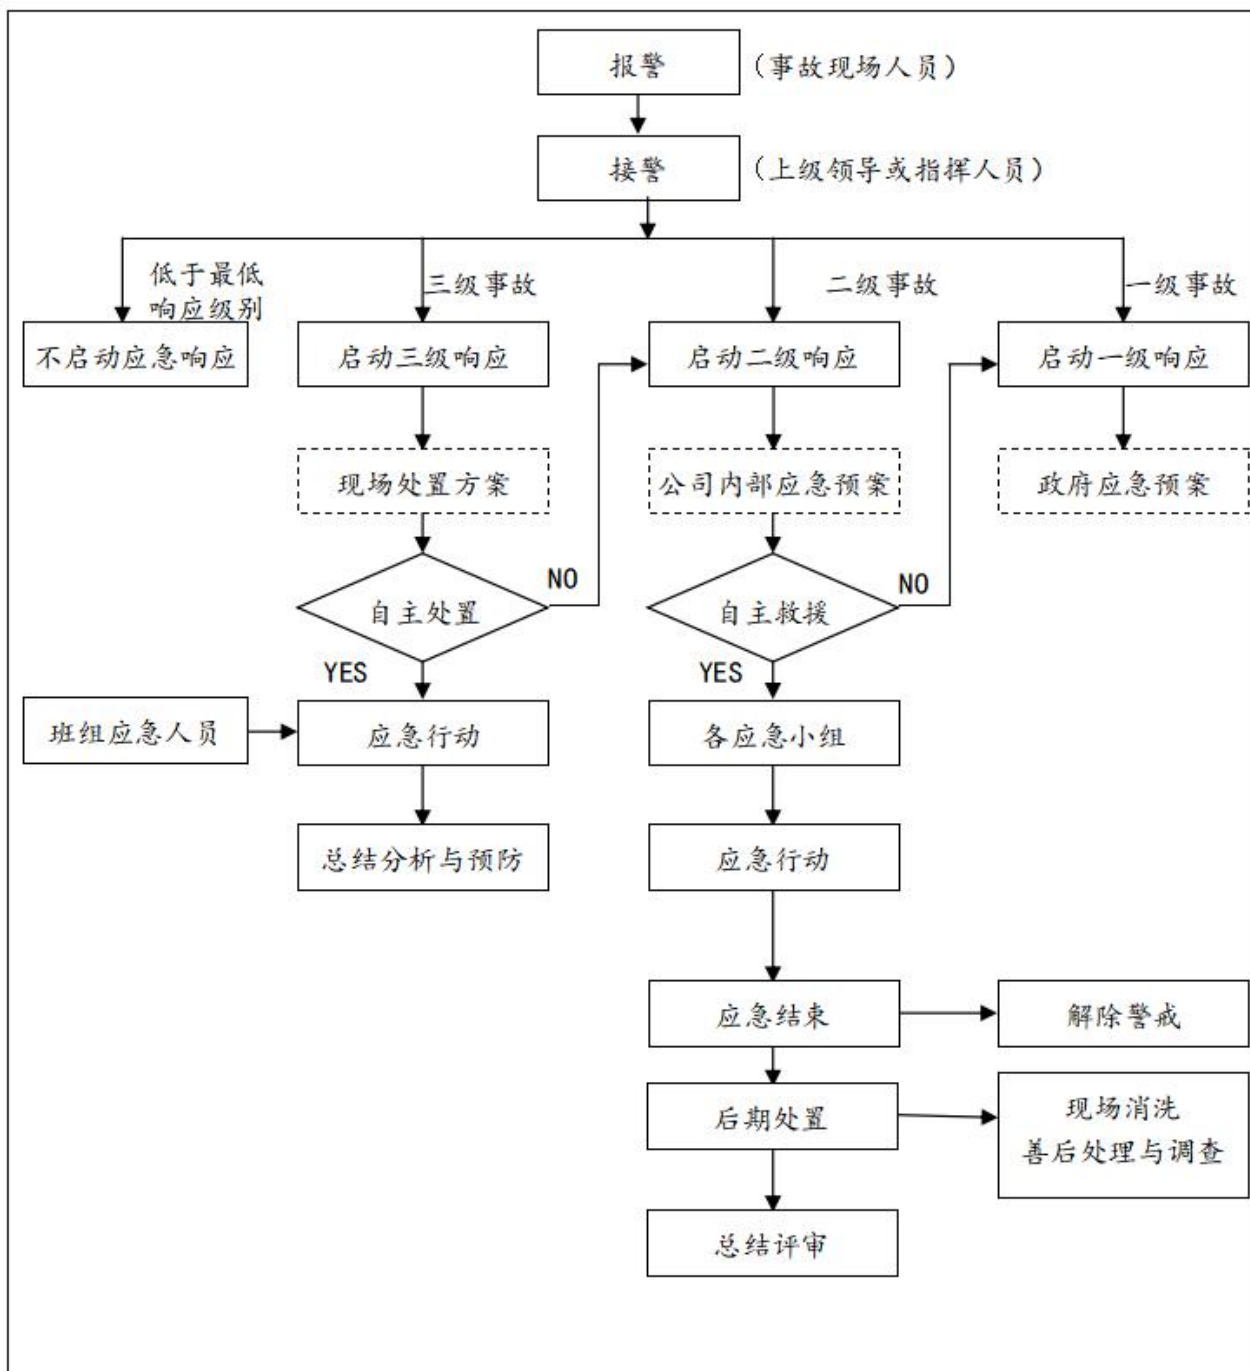 报警
（事故现场人员）
接警
（上级领导或指挥人员）
低于最低
响应级别
三级事故
二级事故
一级事故
不启动应急响应
启动三级响应
启动二级响应
启动一级响应
现场处置方案
公司内部应急预案
政府应急预案
NO
NO
自主处置
自主救援
YES
YES
班组应急人员
应急行动
各应急小组
总结分析与预防
应急行动
应急结束
解除警戒
后期处置
现场消洗
善后处理与调查
总结评审